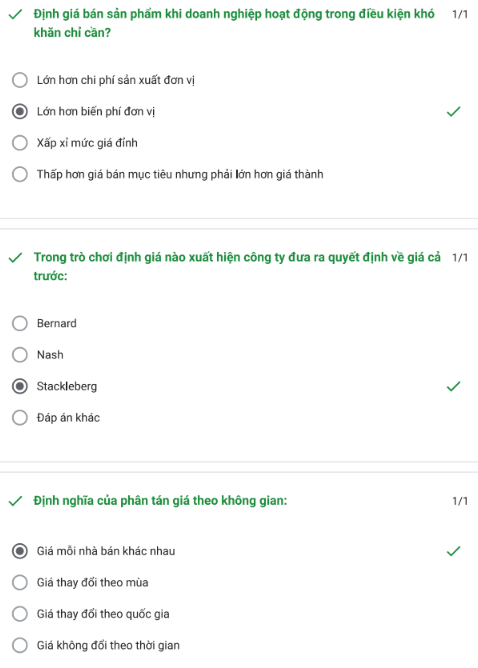 Định giá bán sản phẩm khi doanh nghiệp hoạt động trong điều kiện khó 1/1
khăn chỉ cần?
Lớn hơn chi phí sản xuất đơn vị
Lớn hơn biến phí đơn vị
Xấp xỉ mức giá đỉnh
Thấp hơn giá bán mục tiêu nhưng phải lớn hơn giá thành
Trong trò chơi định giá nào xuất hiện công ty đưa ra quyết định về giá cả 1/1
trước:
Bernard
Nash
Stackleberg
Đáp án khác
Định nghĩa của phân tán giá theo không gian: 1/1
Giá mỗi nhà bán khác nhau
Giá thay đổi theo mùa
Giá thay đổi theo quốc gia
Giá không đổi theo thời gian